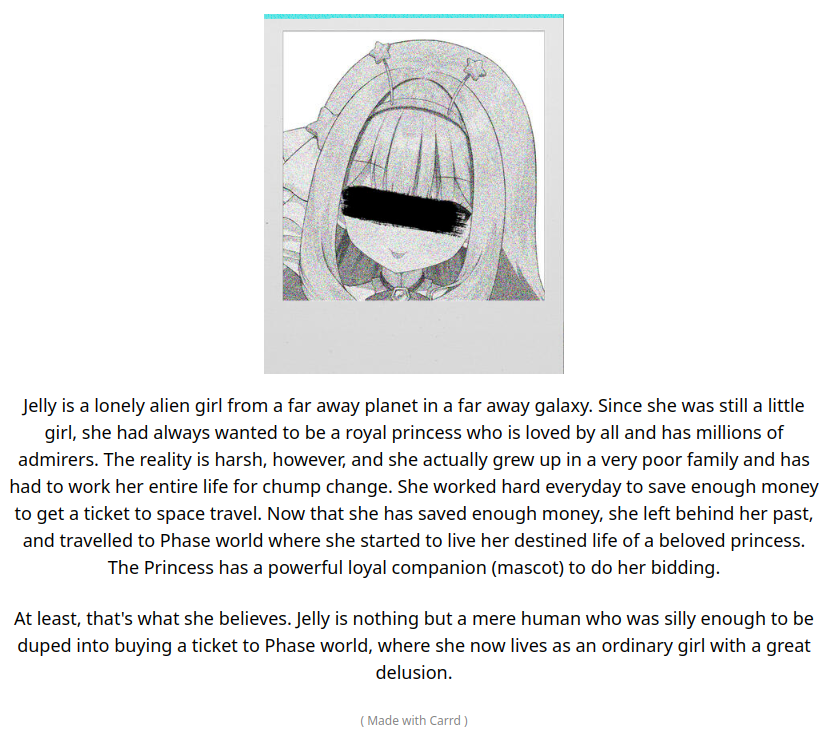 Jelly is a lonely alien girl from a far away planet in a far away galaxy. Since she was still a little
girl, she had always wanted to be a royal princess who is loved by all and has millions of
admirers. The reality is harsh, however, and she actually grew up in a very poor family and has
had to work her entire life for chump change. She worked hard everyday to save enough money
to get a ticket to space travel. Now that she has saved enough money, she left behind her past,
and travelled to Phase world where she started to live her destined life of a beloved princess.
The Princess has a powerful loyal companion (mascot) to do her bidding.
At least, that's what she believes. Jelly is nothing but a mere human who was silly enough to be
duped into buying a ticket to Phase world, where she now lives as an ordinary girl with a great
delusion.
( Made with Carrd )